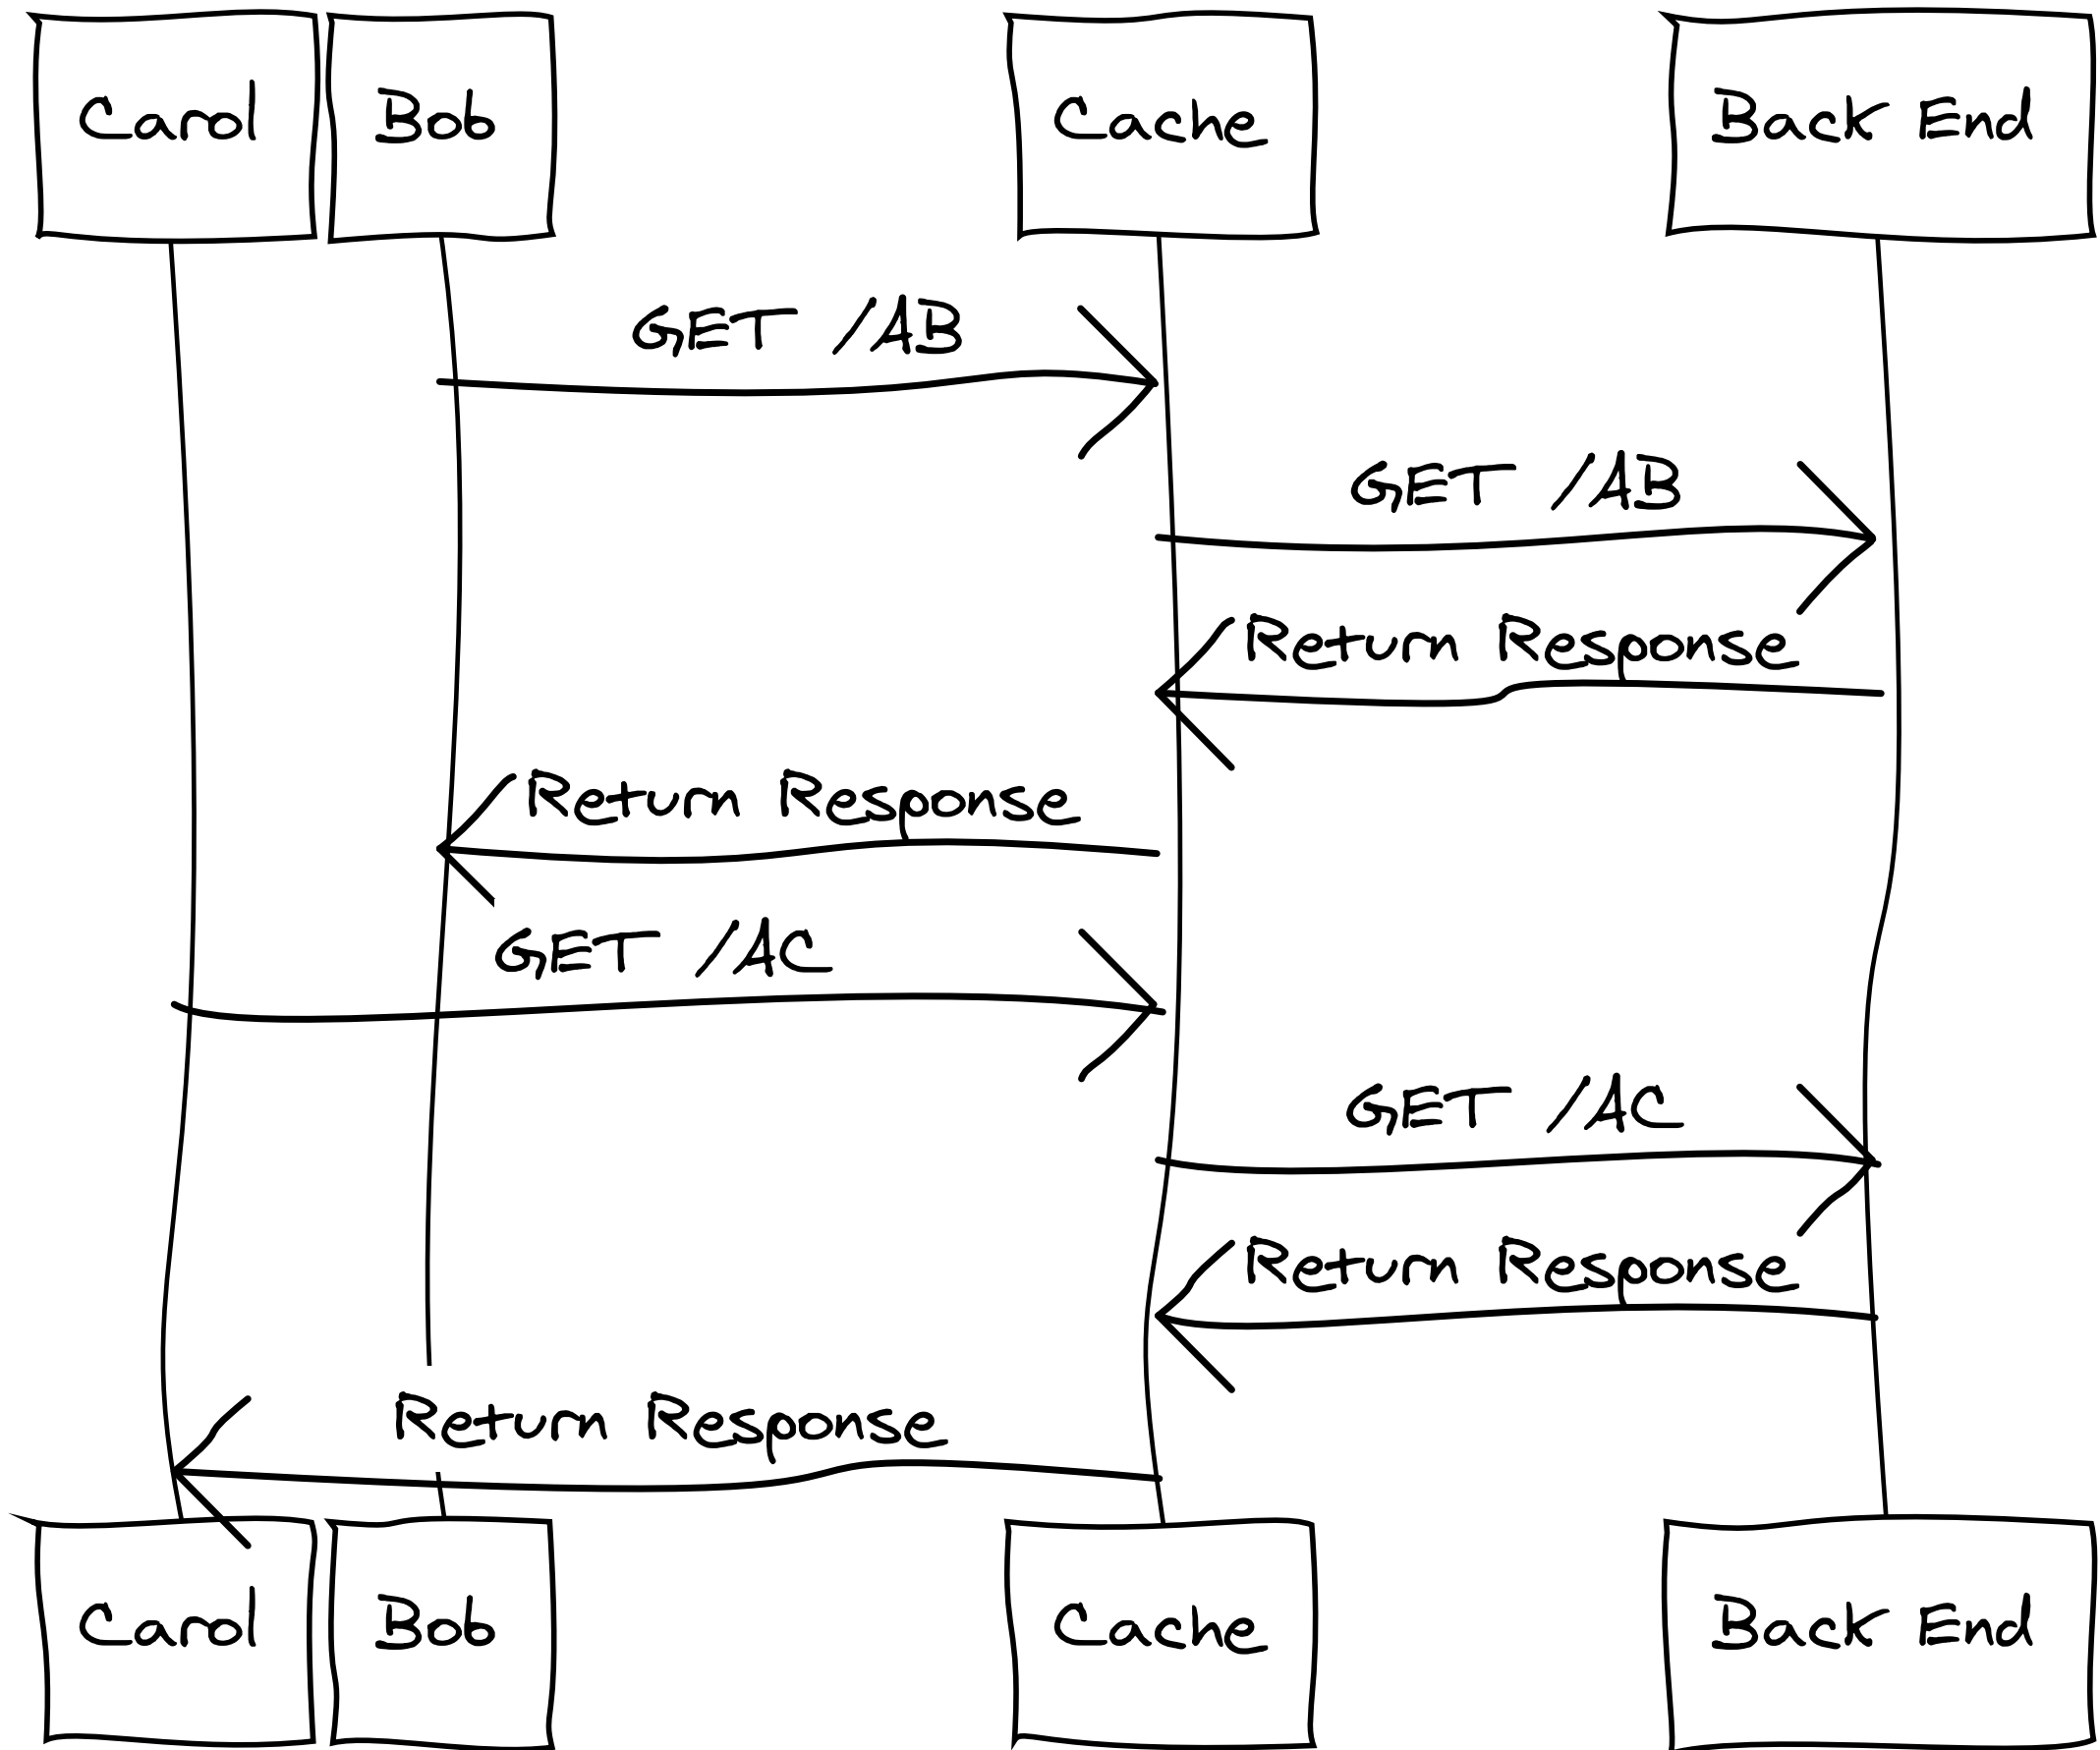 Carol
Bob
Cache
Back End
GET /AB
GET /AB
Return Response
Return Response
GET /AC
GET /AC
Return Response
Return Response
Carol
Bob
Cache
Back End